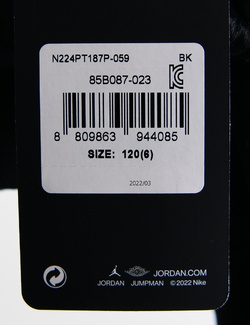 N224PT187P-059 BK
85B087-023
8 809863 944085
SIZE: 120(6)
2022/03
JORDAN.COM
JORDAN JUMPMAN ©2022 Nike